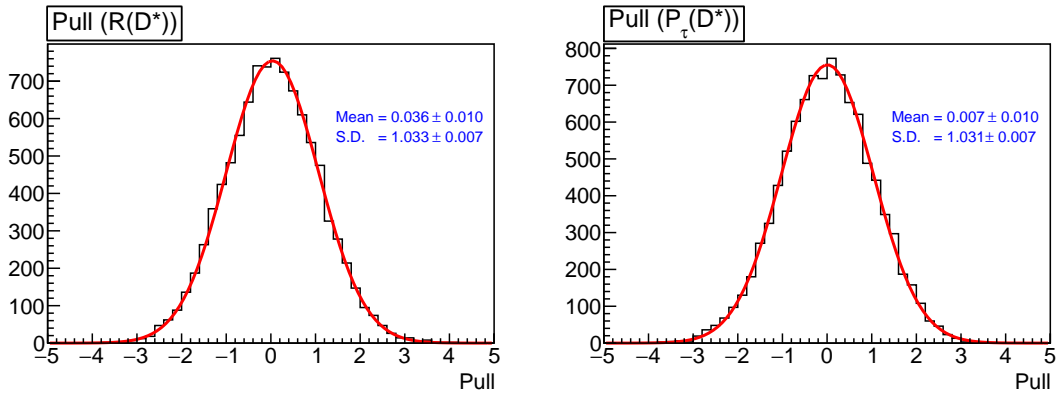 Pull (R(D*))
700
600
500
400
300
200
100
0
Mean = 0.036 ± 0.010
S.D. = 1.033 ± 0.007
−5 −4 −3 −2 −1 0 1 2 3 4 5
Pull
Pull (P_τ(D*))
800
700
600
500
400
300
200
100
0
Mean = 0.007 ± 0.010
S.D. = 1.031 ± 0.007
−5 −4 −3 −2 −1 0 1 2 3 4 5
Pull